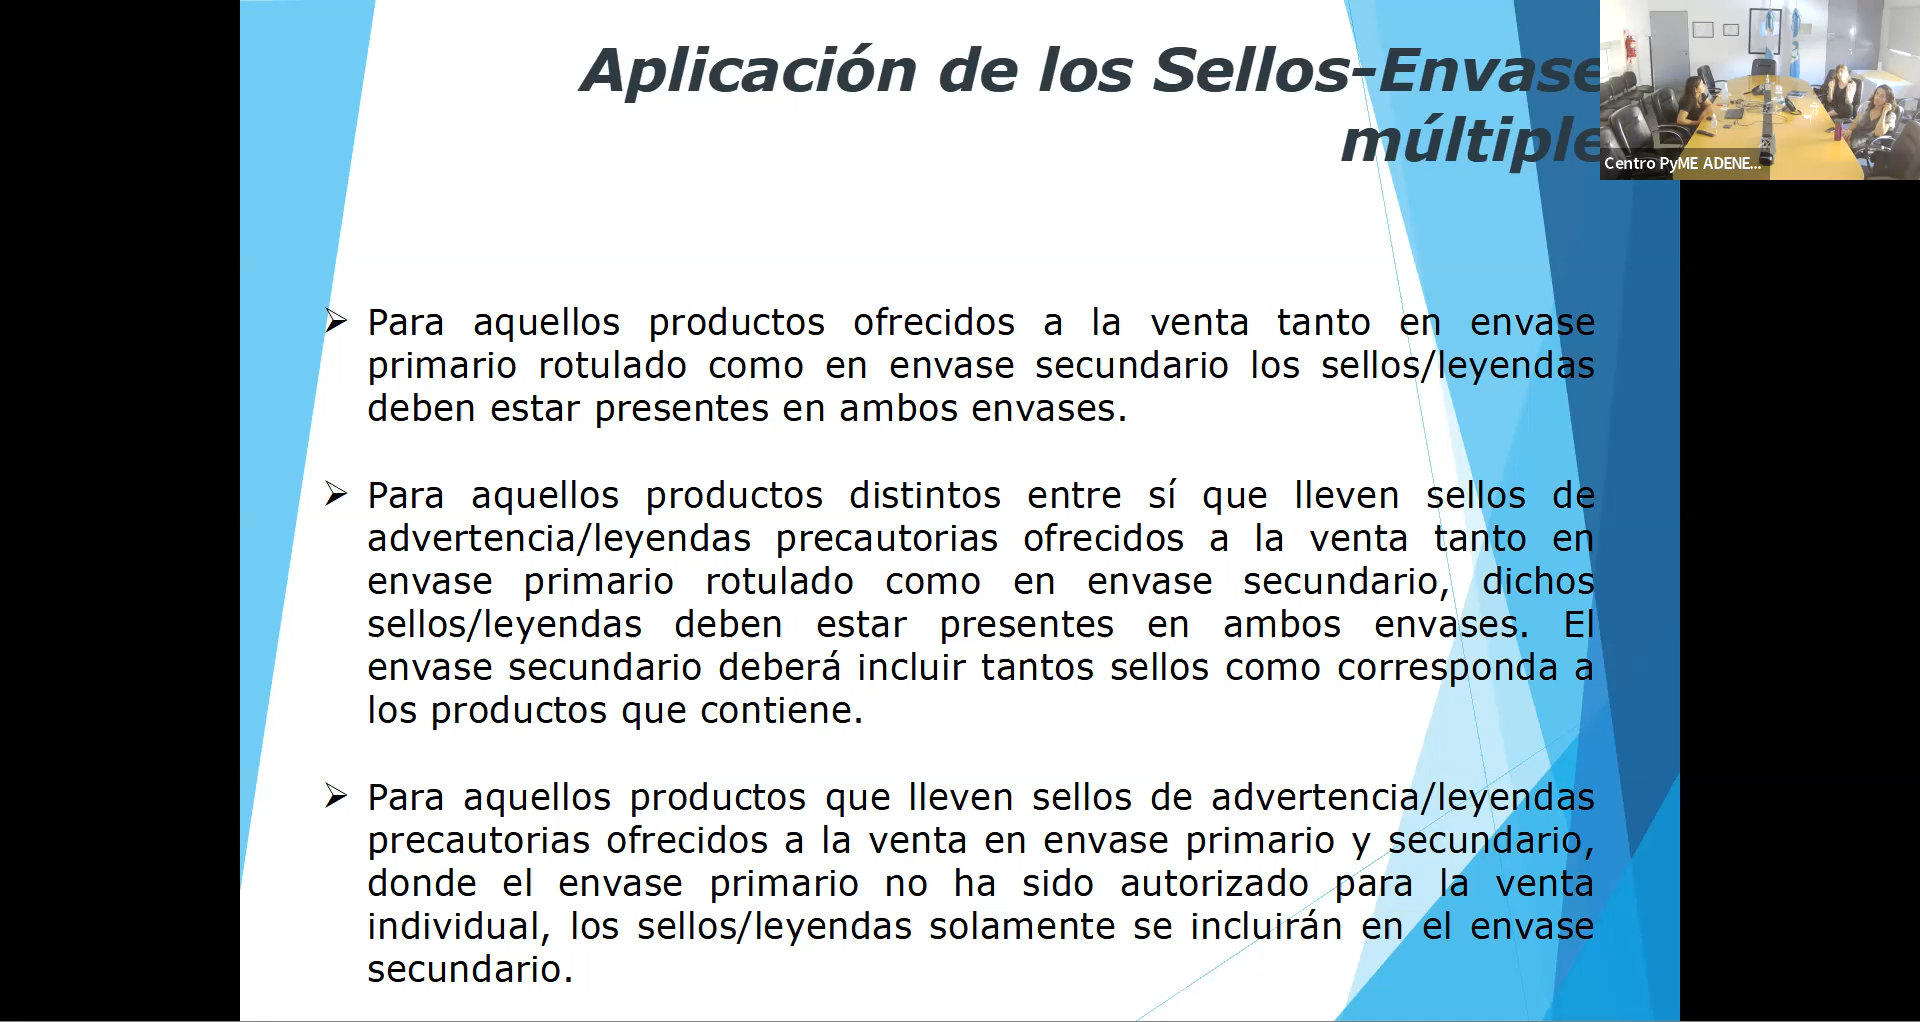 Aplicación de los Sellos-Envase
múltiple
Centro PyME ADENE...
➢ Para aquellos productos ofrecidos a la venta tanto en envase
primario rotulado como en envase secundario los sellos/leyendas
deben estar presentes en ambos envases.
➢ Para aquellos productos distintos entre sí que lleven sellos de
advertencia/leyendas precautorias ofrecidos a la venta tanto en
envase primario rotulado como en envase secundario, dichos
sellos/leyendas deben estar presentes en ambos envases. El
envase secundario deberá incluir tantos sellos como corresponda a
los productos que contiene.
➢ Para aquellos productos que lleven sellos de advertencia/leyendas
precautorias ofrecidos a la venta en envase primario y secundario,
donde el envase primario no ha sido autorizado para la venta
individual, los sellos/leyendas solamente se incluirán en el envase
secundario.